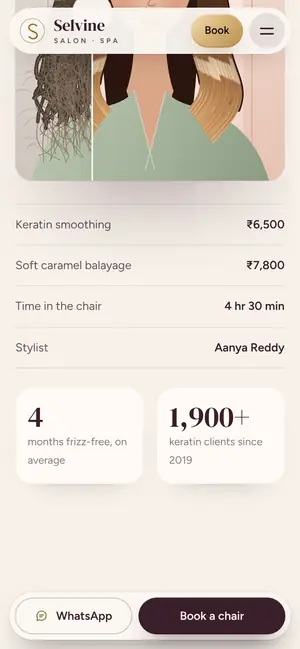 S
Selvine
SALON · SPA
Book
Keratin smoothing ₹6,500
Soft caramel balayage ₹7,800
Time in the chair 4 hr 30 min
Stylist Aanya Reddy
4
months frizz-free, on
average
1,900+
keratin clients since
2019
WhatsApp
Book a chair